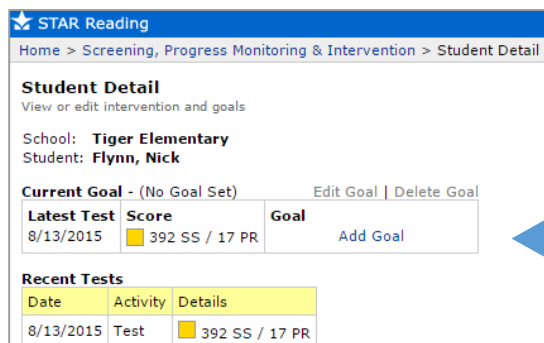 STAR Reading
Home > Screening, Progress Monitoring & Intervention > Student Detail
Student Detail
View or edit intervention and goals
School: Tiger Elementary
Student: Flynn, Nick
Current Goal - (No Goal Set) Edit Goal | Delete Goal
Latest Test Score Goal
8/13/2015 392 SS / 17 PR Add Goal
Recent Tests
Date Activity Details
8/13/2015 Test 392 SS / 17 PR